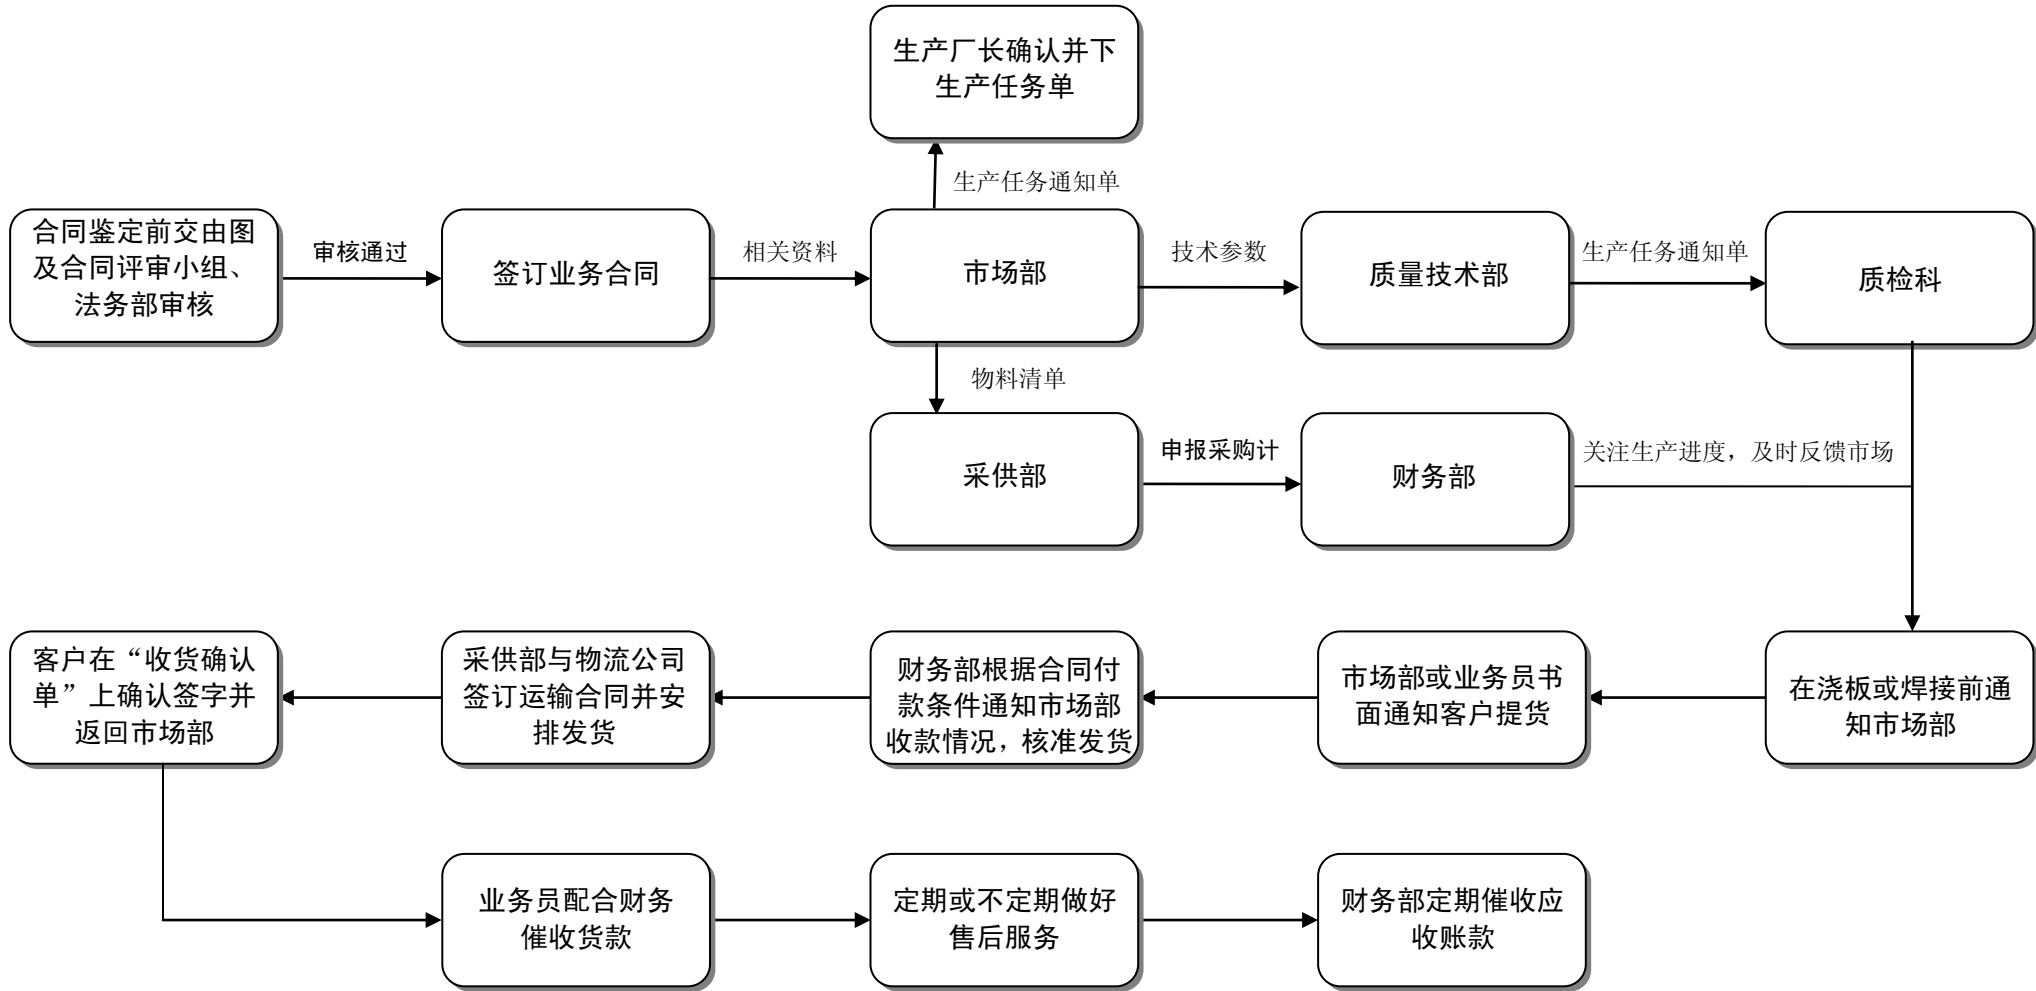 生产厂长确认并下
生产任务单
生产任务通知单
合同鉴定前交由图
及合同评审小组、
法务部审核
审核通过
签订业务合同
相关资料
市场部
技术参数
质量技术部
生产任务通知单
质检科
物料清单
采供部
申报采购计
财务部
关注生产进度，及时反馈市场
客户在“收货确认
单”上确认签字并
返回市场部
采供部与物流公司
签订运输合同并安
排发货
财务部根据合同付
款条件通知市场部
收款情况，核准发货
市场部或业务员书
面通知客户提货
在浇板或焊接前通
知市场部
业务员配合财务
催收货款
定期或不定期做好
售后服务
财务部定期催收应
收账款